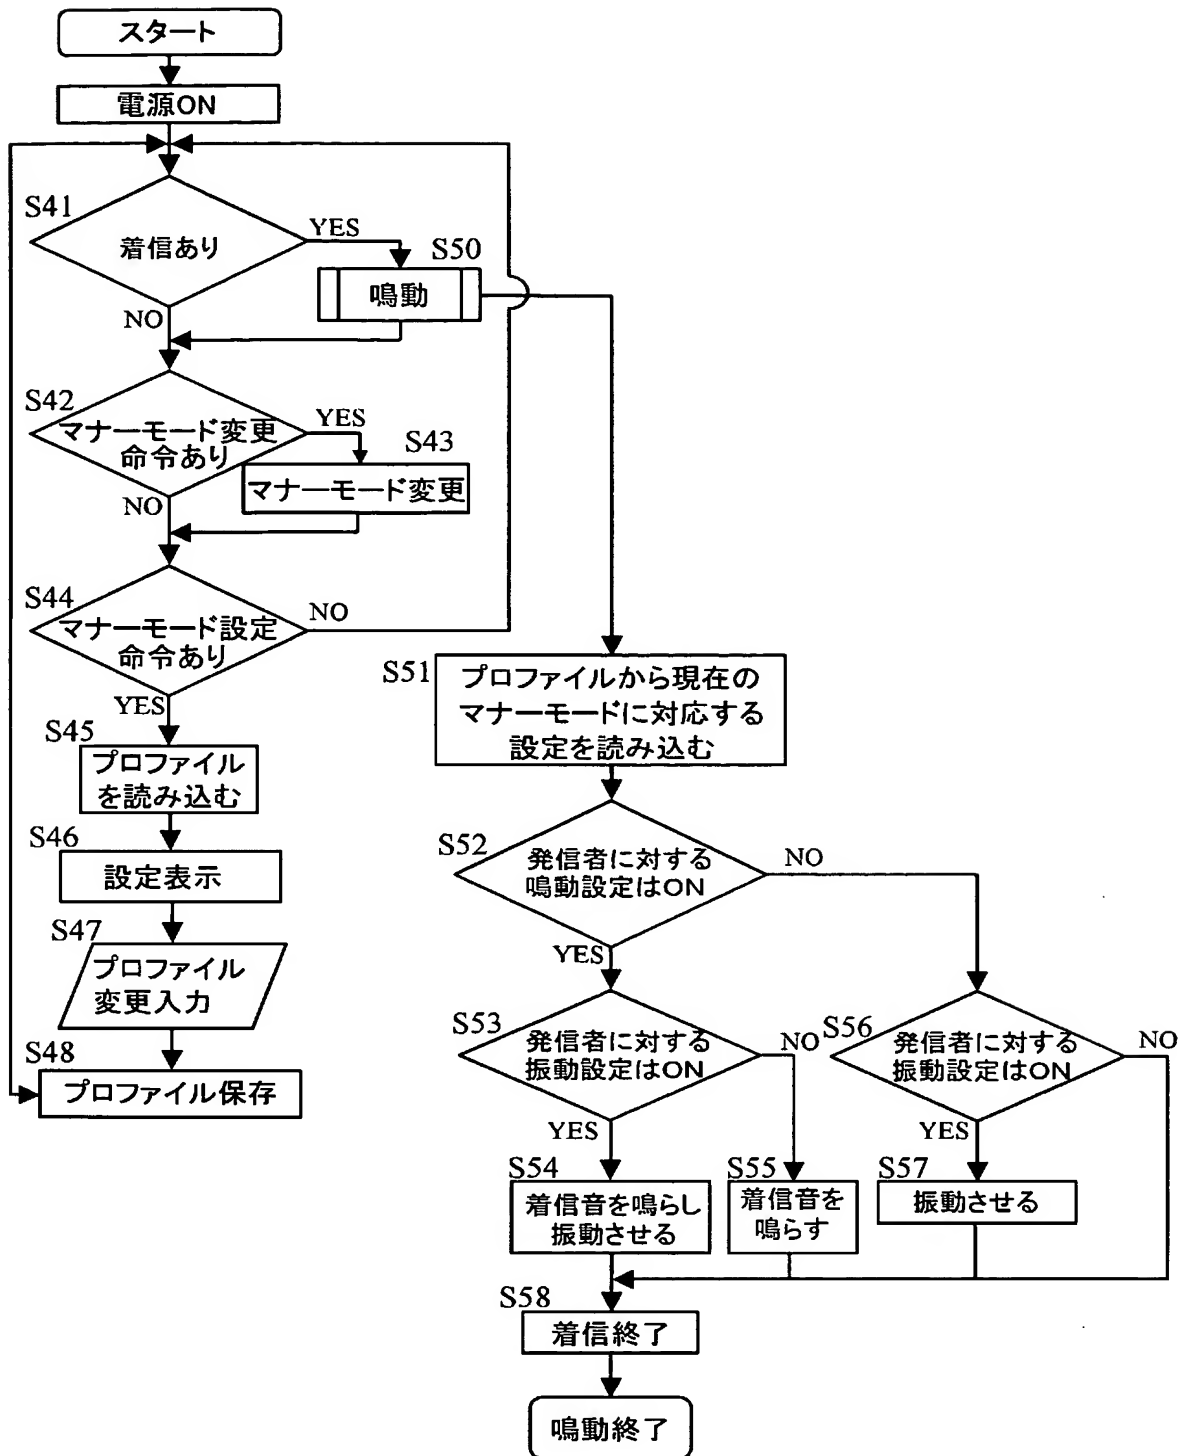 スタート
電源ON
S41
着信あり
YES
S50
鳴動
NO
S42
マナーモード変更
命令あり
YES
S43
マナーモード変更
NO
S44
マナーモード設定
命令あり
NO
YES
S45
プロファイル
を読み込む
S46
設定表示
S47
プロファイル
変更入力
S48
プロファイル保存
S51
プロファイルから現在の
マナーモードに対応する
設定を読み込む
S52
発信者に対する
鳴動設定はON
NO
YES
S53
発信者に対する
振動設定はON
NO
YES
S54
着信音を鳴らし
振動させる
S55
着信音を
鳴らす
S56
発信者に対する
振動設定はON
NO
YES
S57
振動させる
S58
着信終了
鳴動終了